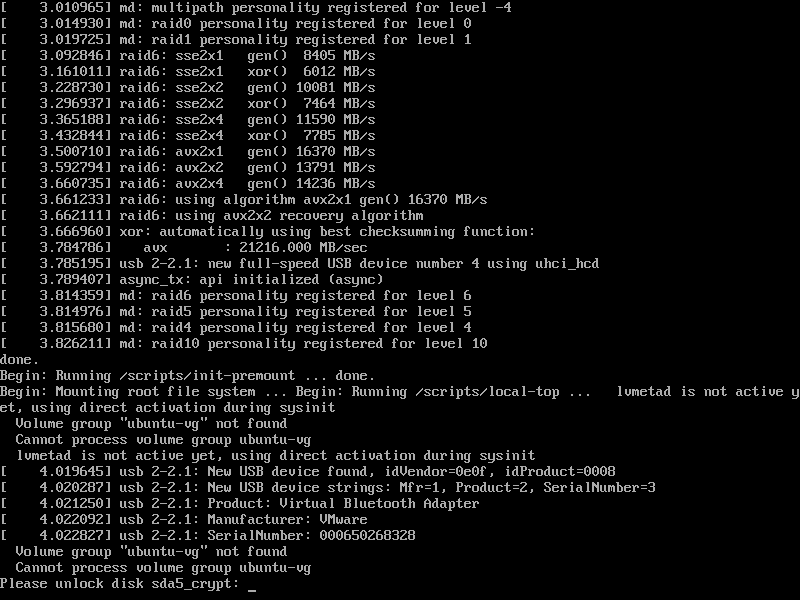 [    3.010965] md: multipath personality registered for level -4
[    3.014930] md: raid0 personality registered for level 0
[    3.019725] md: raid1 personality registered for level 1
[    3.092846] raid6: sse2x1   gen()  8405 MB/s
[    3.161011] raid6: sse2x1   xor()  6012 MB/s
[    3.228730] raid6: sse2x2   gen() 10081 MB/s
[    3.296937] raid6: sse2x2   xor()  7464 MB/s
[    3.365188] raid6: sse2x4   gen() 11590 MB/s
[    3.432844] raid6: sse2x4   xor()  7785 MB/s
[    3.500710] raid6: avx2x1   gen() 16370 MB/s
[    3.592794] raid6: avx2x2   gen() 13791 MB/s
[    3.660735] raid6: avx2x4   gen() 14236 MB/s
[    3.661233] raid6: using algorithm avx2x1 gen() 16370 MB/s
[    3.662111] raid6: using avx2x2 recovery algorithm
[    3.666960] xor: automatically using best checksumming function:
[    3.784786]    avx       : 21216.000 MB/sec
[    3.785195] usb 2-2.1: new full-speed USB device number 4 using uhci_hcd
[    3.789407] async_tx: api initialized (async)
[    3.814359] md: raid6 personality registered for level 6
[    3.814976] md: raid5 personality registered for level 5
[    3.815680] md: raid4 personality registered for level 4
[    3.826211] md: raid10 personality registered for level 10
done.
Begin: Running /scripts/init-premount ... done.
Begin: Mounting root file system ... Begin: Running /scripts/local-top ...   lvmetad is not active y
et, using direct activation during sysinit
  Volume group "ubuntu-vg" not found
  Cannot process volume group ubuntu-vg
  lvmetad is not active yet, using direct activation during sysinit
[    4.019645] usb 2-2.1: New USB device found, idVendor=0e0f, idProduct=0008
[    4.020287] usb 2-2.1: New USB device strings: Mfr=1, Product=2, SerialNumber=3
[    4.021250] usb 2-2.1: Product: Virtual Bluetooth Adapter
[    4.022092] usb 2-2.1: Manufacturer: VMware
[    4.022827] usb 2-2.1: SerialNumber: 000650268328
  Volume group "ubuntu-vg" not found
  Cannot process volume group ubuntu-vg
Please unlock disk sda5_crypt: _